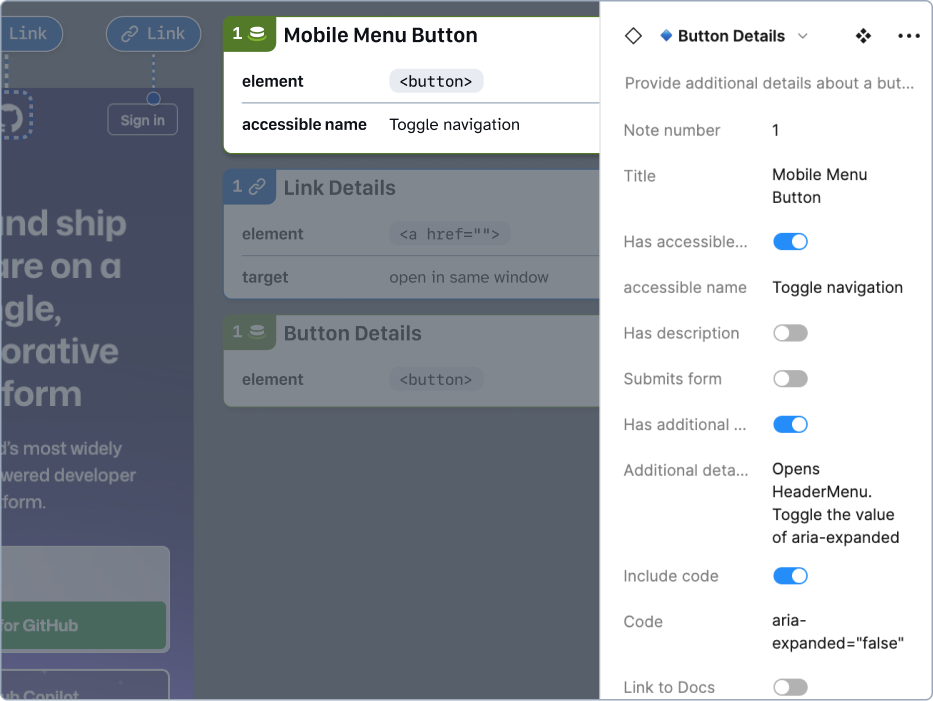 Link
Link
Sign in
and ship
are on a
gle,
orative
form
d's most widely
wered developer
form.
for GitHub
ub Copilot
1 Mobile Menu Button
element <button>
accessible name Toggle navigation
1 Link Details
element <a href="">
target open in same window
1 Button Details
element <button>
Button Details
Provide additional details about a but...
Note number 1
Title Mobile Menu
Button
Has accessible...
accessible name Toggle navigation
Has description
Submits form
Has additional ...
Additional deta... Opens
HeaderMenu.
Toggle the value
of aria-expanded
Include code
Code aria-
expanded="false"
Link to Docs